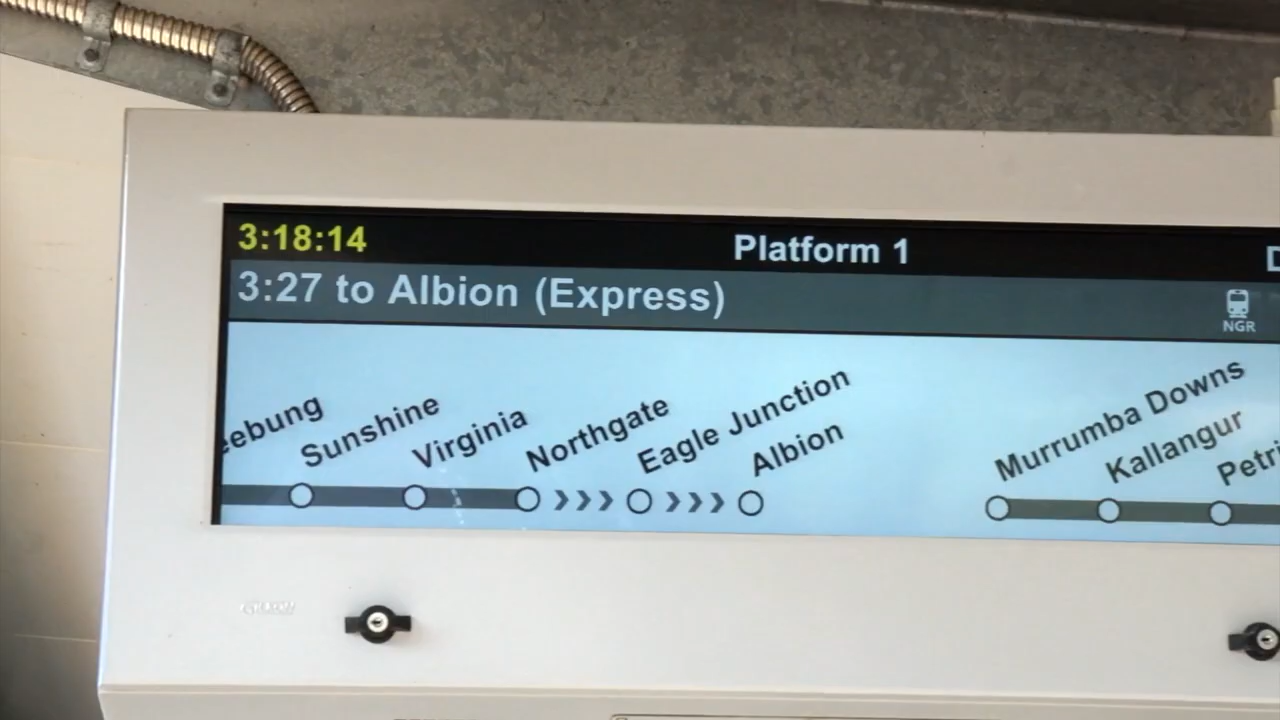 3:18:14
Platform 1
3:27 to Albion (Express)
NGR
eebung
Sunshine
Virginia
Northgate
Eagle Junction
Albion
Murrumba Downs
Kallangur
Petri